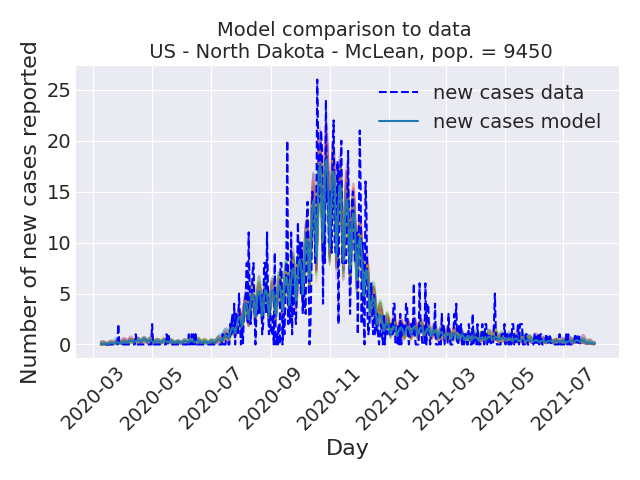 Model comparison to data
US - North Dakota - McLean, pop. = 9450
Number of new cases reported
25
20
15
10
5
0
new cases data
new cases model
2020-03
2020-05
2020-07
2020-09
2020-11
2021-01
2021-03
2021-05
2021-07
Day